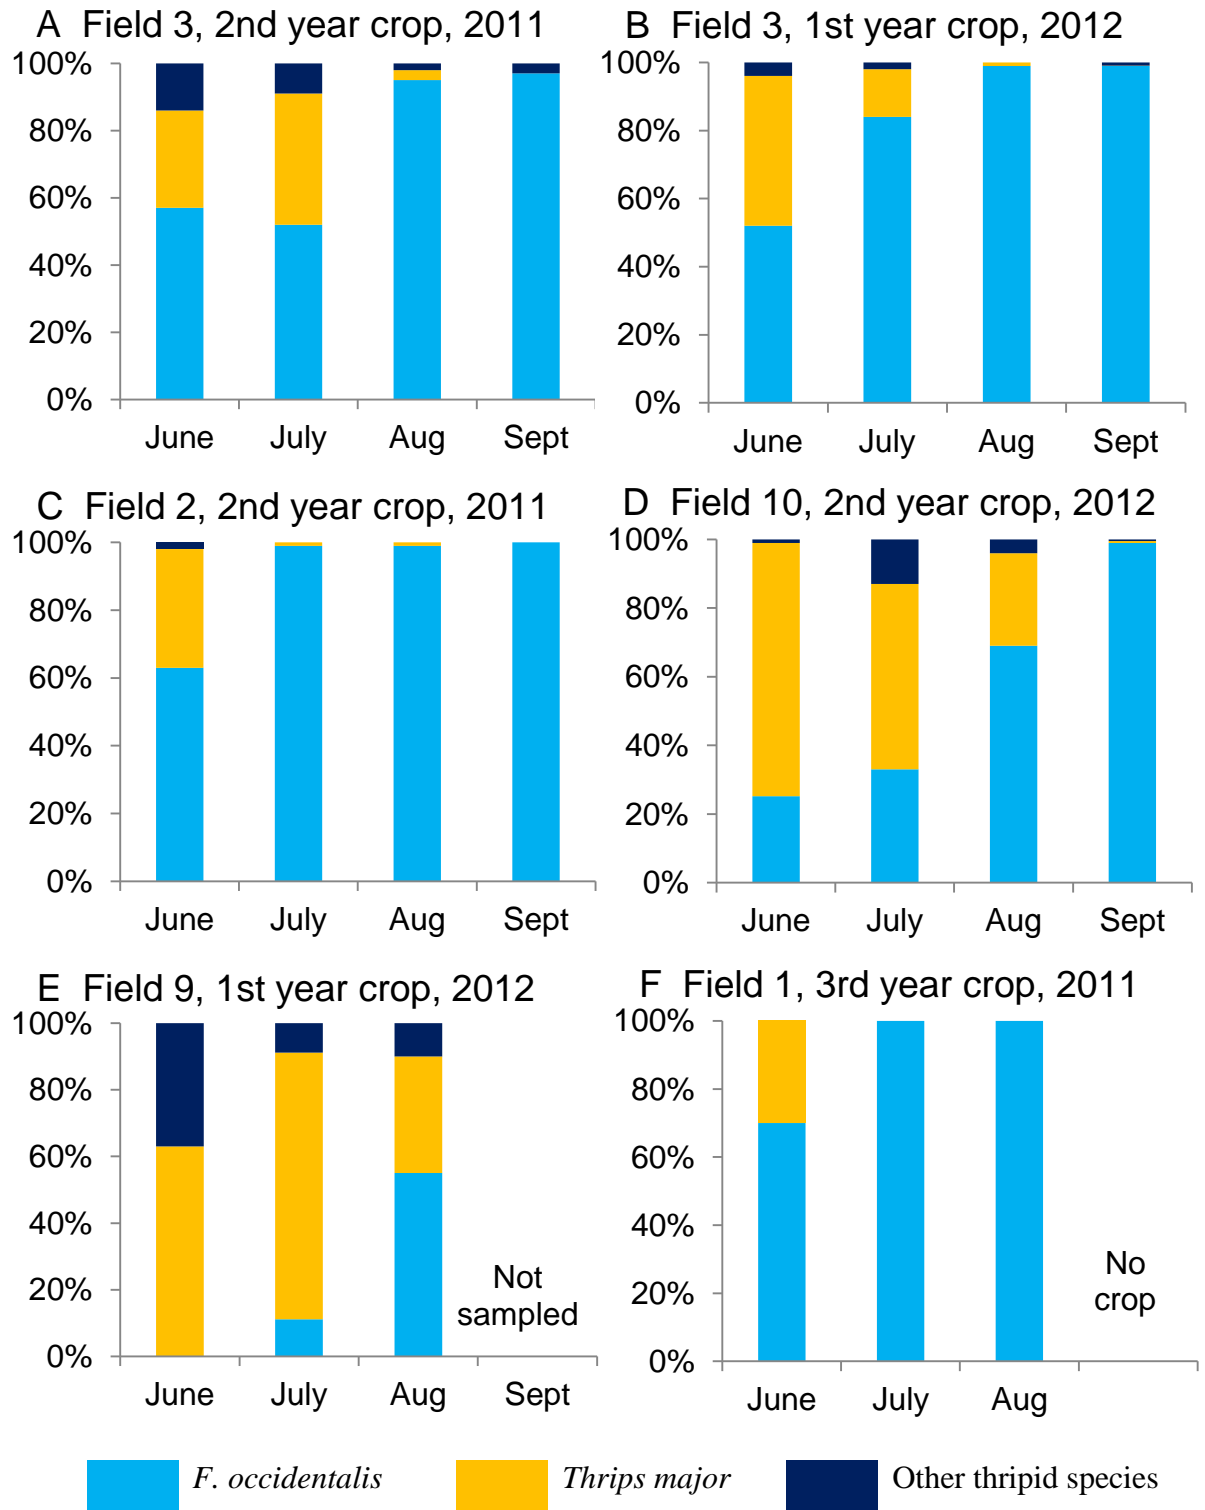 A Field 3, 2nd year crop, 2011
100%
80%
60%
40%
20%
0%
June July Aug Sept
B Field 3, 1st year crop, 2012
100%
80%
60%
40%
20%
0%
June July Aug Sept
C Field 2, 2nd year crop, 2011
100%
80%
60%
40%
20%
0%
June July Aug Sept
D Field 10, 2nd year crop, 2012
100%
80%
60%
40%
20%
0%
June July Aug Sept
E Field 9, 1st year crop, 2012
100%
80%
60%
40%
20%
0%
Not
sampled
June July Aug Sept
F Field 1, 3rd year crop, 2011
100%
80%
60%
40%
20%
0%
No
crop
June July Aug
F. occidentalis Thrips major Other thripid species